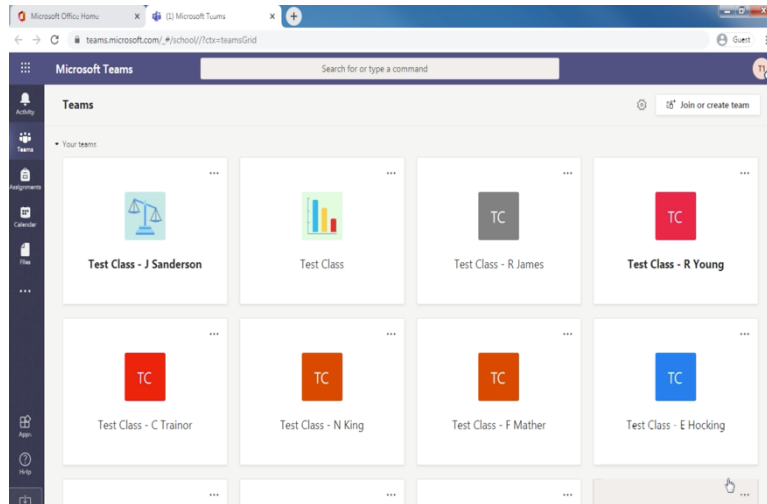 Microsoft Office Home
(1) Microsoft Teams
teams.microsoft.com/_#/school//?ctx=teamsGrid
Guest
Microsoft Teams
Search for or type a command
Activity
Teams
Assignments
Calendar
Files
Apps
Help
Teams
Join or create team
Your teams
Test Class - J Sanderson
Test Class
TC
Test Class - R James
TC
Test Class - R Young
TC
Test Class - C Trainor
TC
Test Class - N King
TC
Test Class - F Mather
TC
Test Class - E Hocking